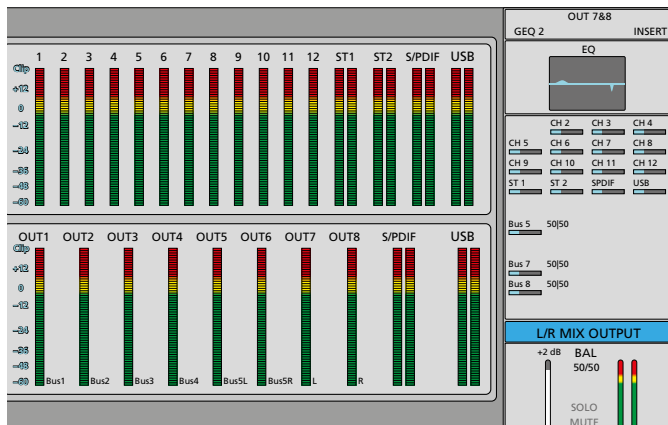 1 2 3 4 5 6 7 8 9 10 11 12 ST1 ST2 S/PDIF USB
Clip
+12
0
-12
-24
-36
-48
-60
OUT1 OUT2 OUT3 OUT4 OUT5 OUT6 OUT7 OUT8 S/PDIF USB
Clip
+12
0
-12
-24
-36
-48
-60 Bus1 Bus2 Bus3 Bus4 Bus5L Bus5R L R
OUT 7&8
GEQ 2 INSERT
EQ
CH 2 CH 3 CH 4
CH 5 CH 6 CH 7 CH 8
CH 9 CH 10 CH 11 CH 12
ST 1 ST 2 SPDIF USB
Bus 5 50|50
Bus 7 50|50
Bus 8 50|50
L/R MIX OUTPUT
+2 dB BAL
50/50
SOLO
MUTE